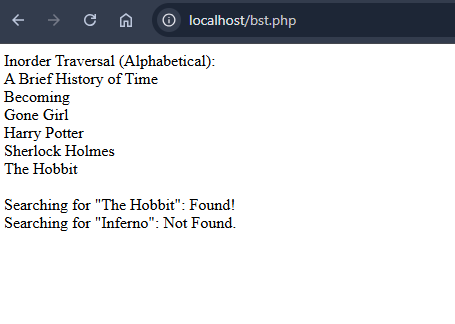 localhost/bst.php
Inorder Traversal (Alphabetical):
A Brief History of Time
Becoming
Gone Girl
Harry Potter
Sherlock Holmes
The Hobbit
Searching for "The Hobbit": Found!
Searching for "Inferno": Not Found.